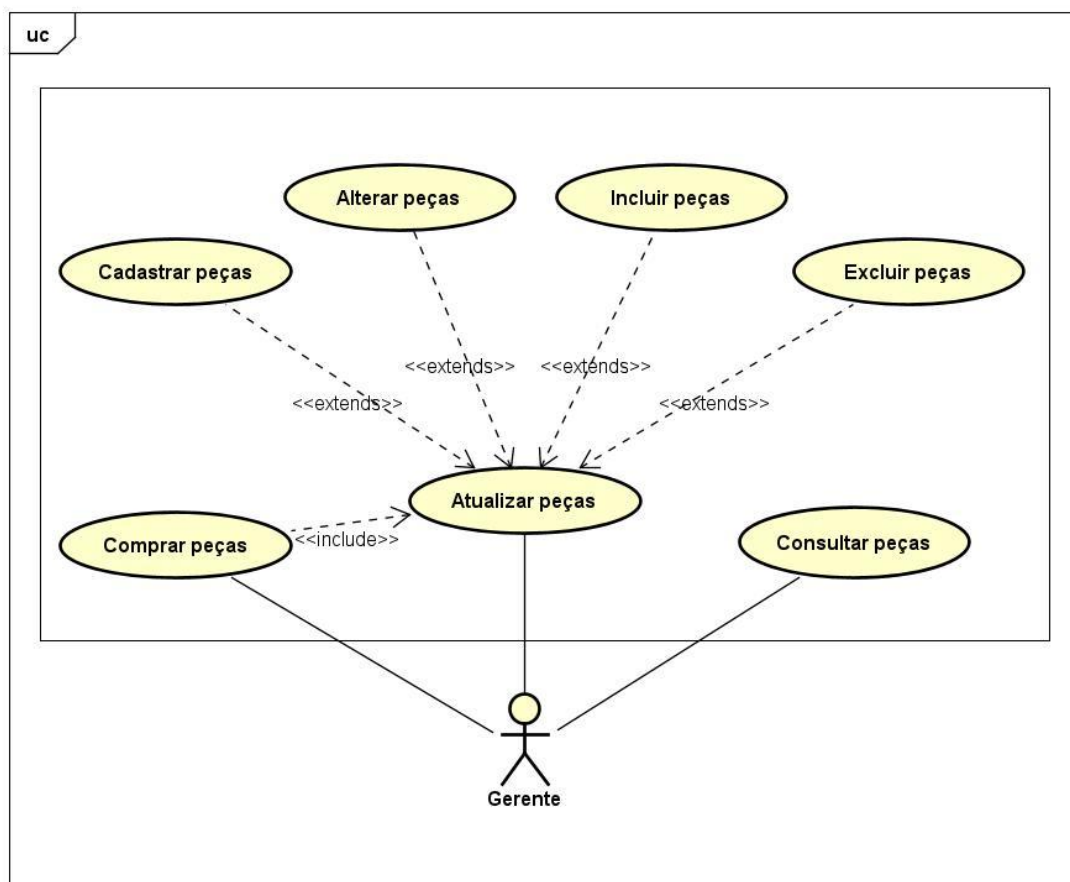 uc
Alterar peças
Incluir peças
Cadastrar peças
Excluir peças
<<extends>>
<<extends>>
<<extends>>
<<extends>>
Atualizar peças
Comprar peças
<<include>>
Consultar peças
Gerente